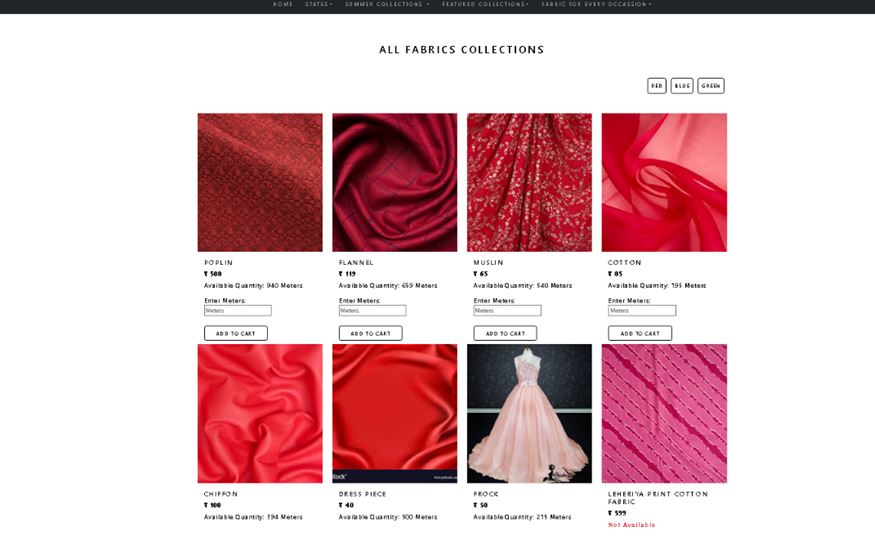 HOME STATES SUMMER COLLECTIONS FEATURED COLLECTIONS FABRIC FOR EVERY OCCASSION
ALL FABRICS COLLECTIONS
RED BLUE GREEN
POPLIN FLANNEL MUSLIN COTTON
₹ 500 ₹ 119 ₹ 65 ₹ 85
Available Quantity: 940 Meters Available Quantity: 659 Meters Available Quantity: 540 Meters Available Quantity: 195 Meters
Enter Meters: Enter Meters: Enter Meters: Enter Meters:
Meters Meters Meters Meters
ADD TO CART ADD TO CART ADD TO CART ADD TO CART
CHIFFON DRESS PIECE FROCK LEHERIYA PRINT COTTON
FABRIC
₹ 100 ₹ 40 ₹ 50 ₹ 599
Available Quantity: 394 Meters Available Quantity: 500 Meters Available Quantity: 215 Meters Not Available